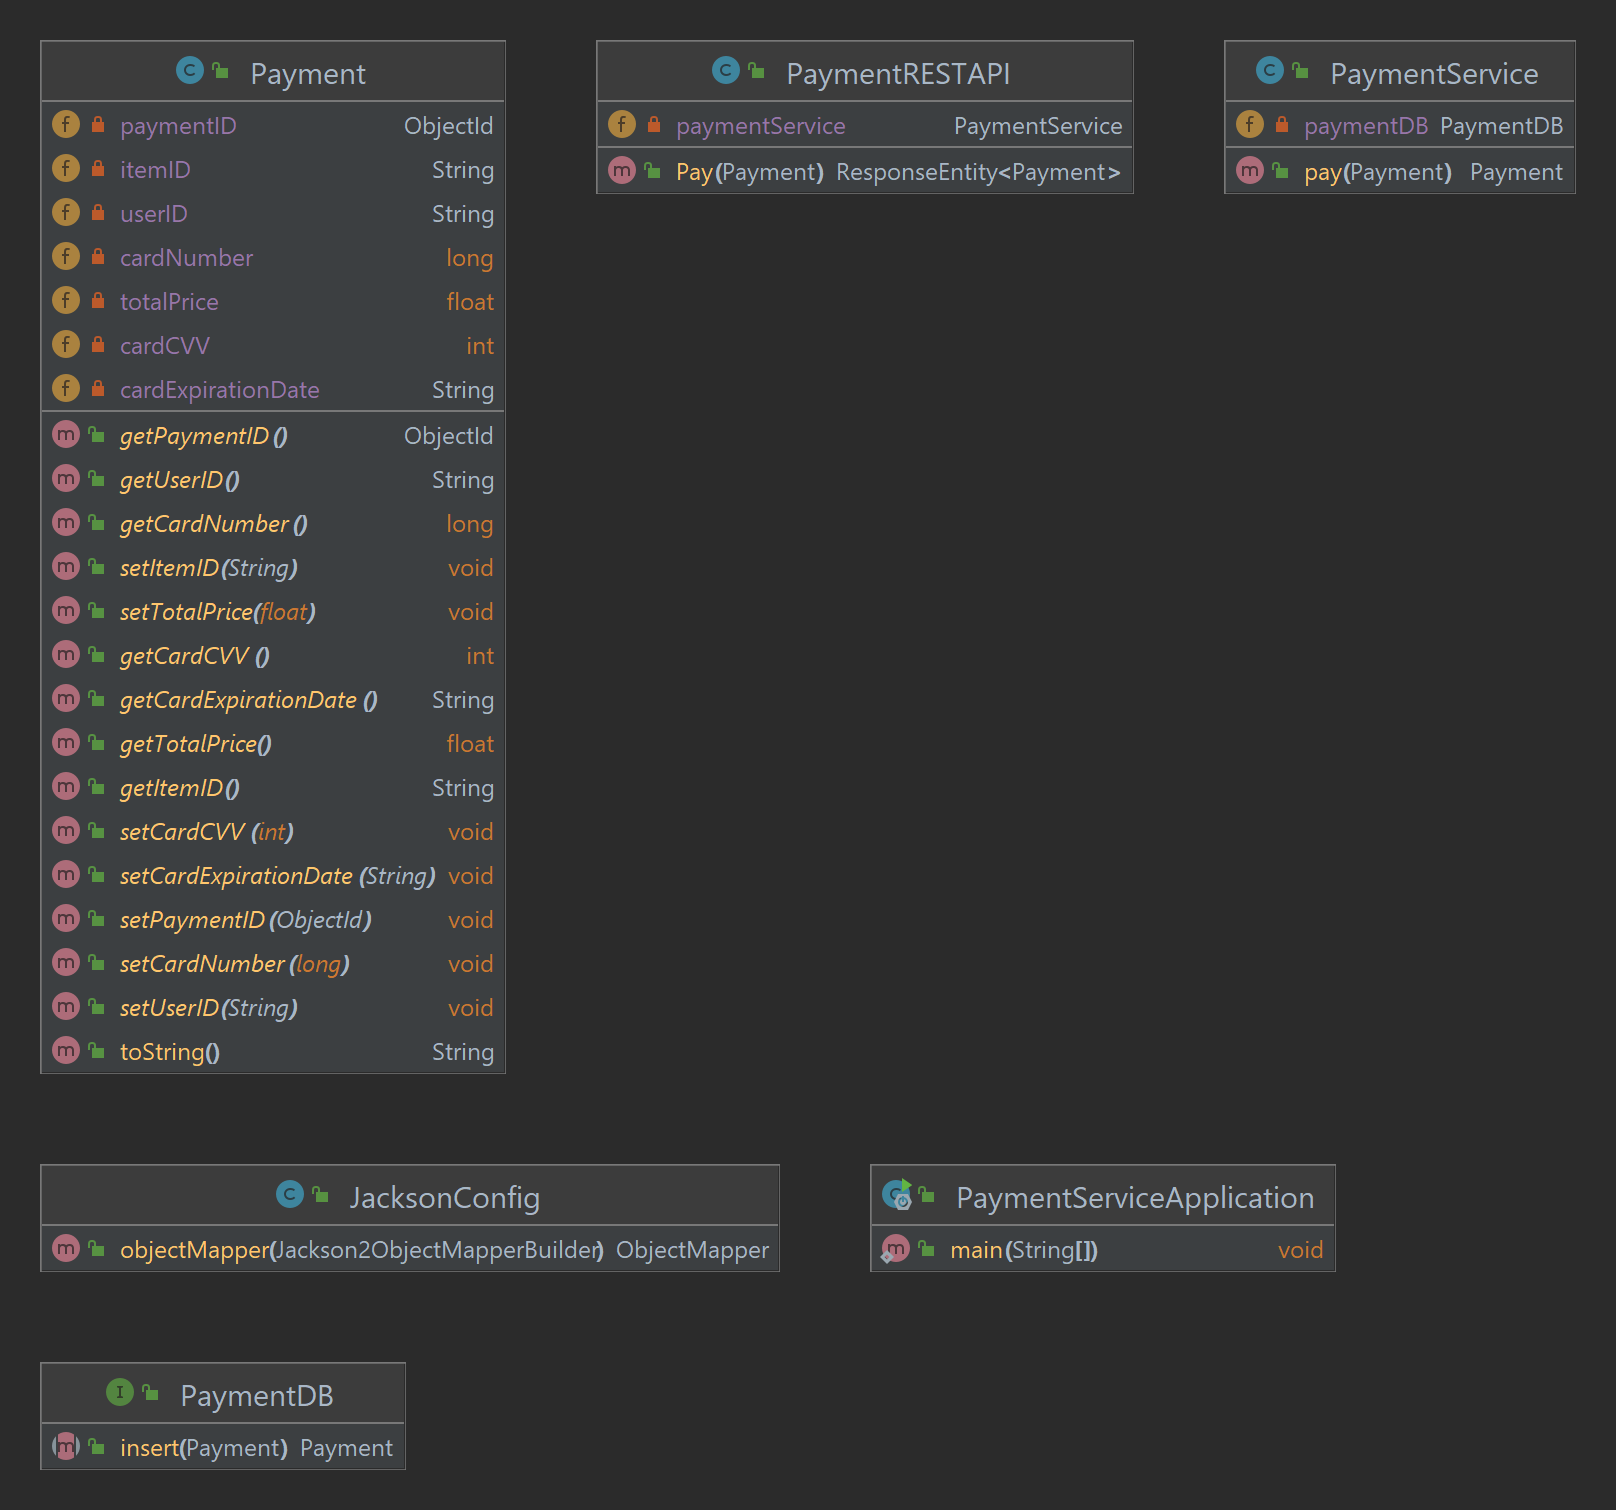 Payment
paymentID ObjectId
itemID String
userID String
cardNumber long
totalPrice float
cardCVV int
cardExpirationDate String
getPaymentID() ObjectId
getUserID() String
getCardNumber() long
setItemID(String) void
setTotalPrice(float) void
getCardCVV() int
getCardExpirationDate() String
getTotalPrice() float
getItemID() String
setCardCVV(int) void
setCardExpirationDate(String) void
setPaymentID(ObjectId) void
setCardNumber(long) void
setUserID(String) void
toString() String
PaymentRESTAPI
paymentService PaymentService
Pay(Payment) ResponseEntity<Payment>
PaymentService
paymentDB PaymentDB
pay(Payment) Payment
JacksonConfig
objectMapper(Jackson2ObjectMapperBuilder) ObjectMapper
PaymentServiceApplication
main(String[]) void
PaymentDB
insert(Payment) Payment